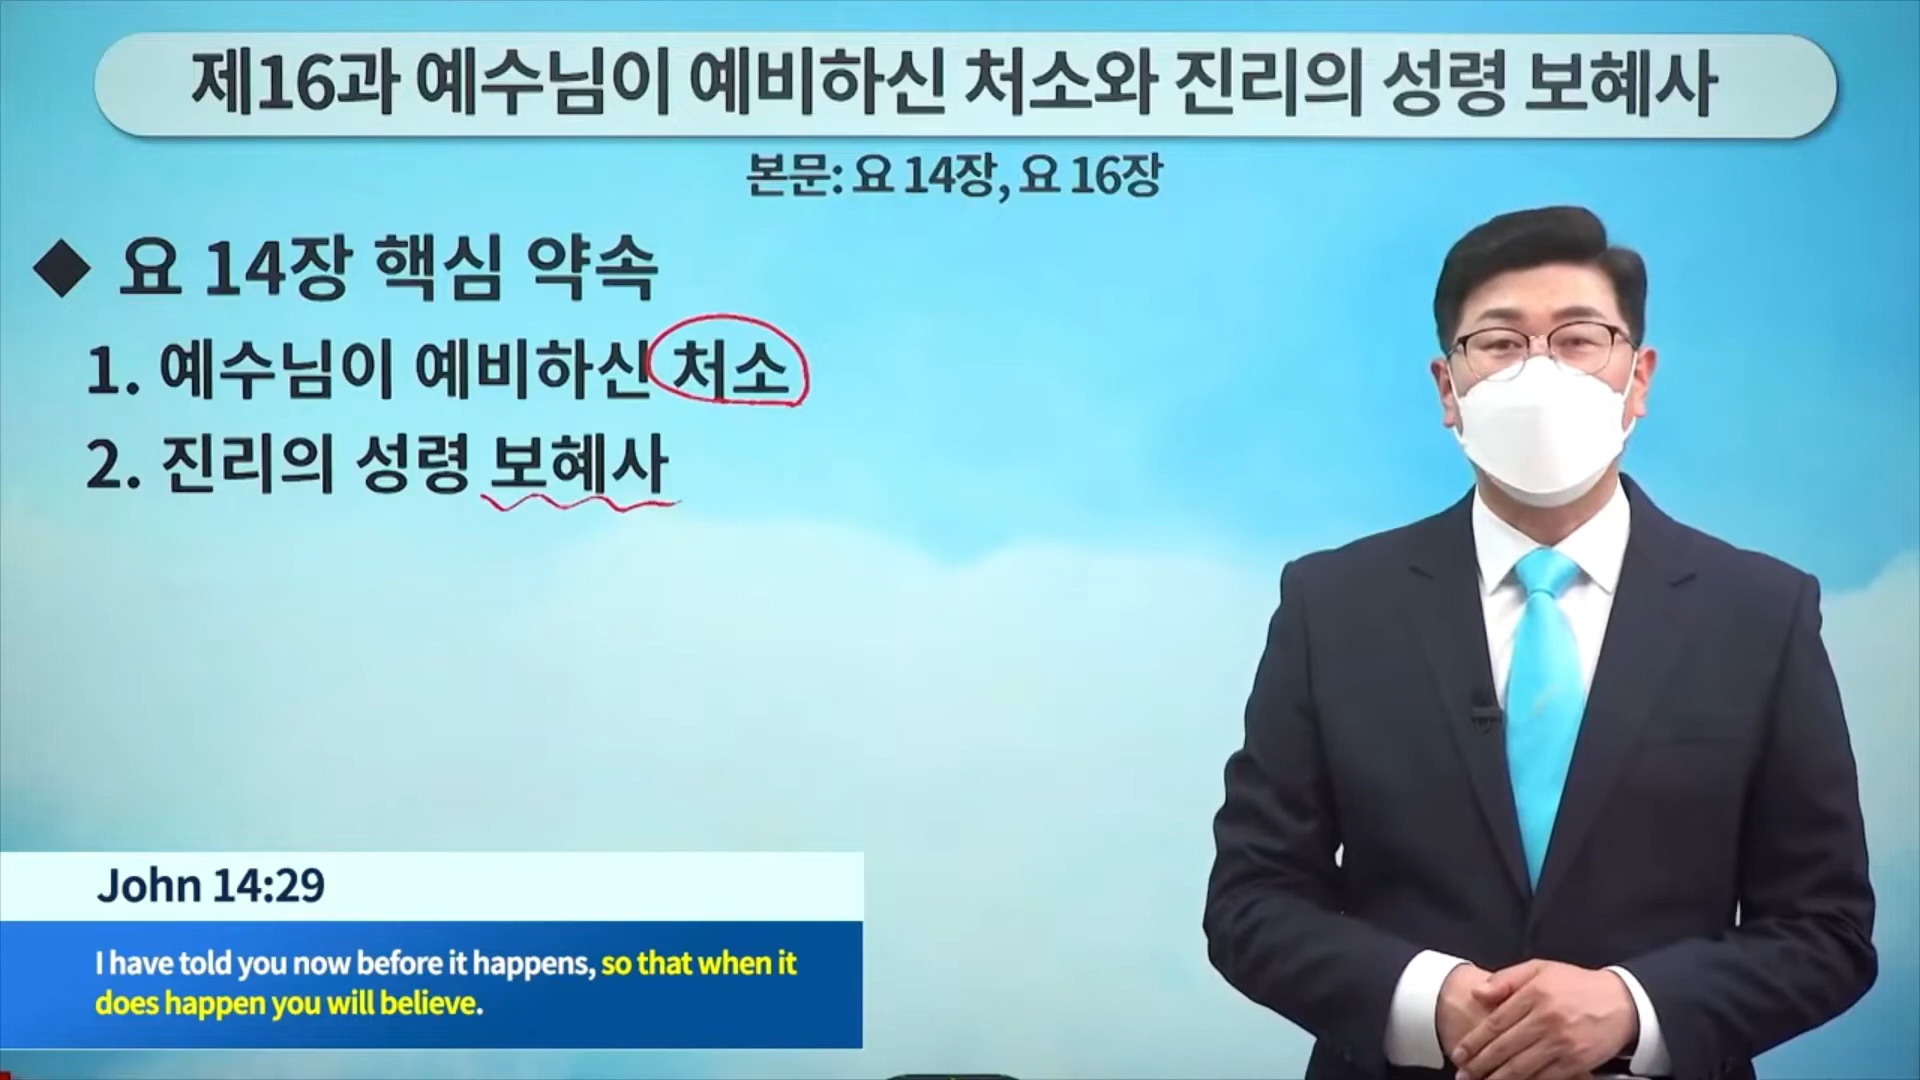 제16과 예수님이 예비하신 처소와 진리의 성령 보혜사
본문: 요 14장, 요 16장
◆ 요 14장 핵심 약속
1. 예수님이 예비하신 처소
2. 진리의 성령 보혜사
John 14:29
I have told you now before it happens, so that when it
does happen you will believe.